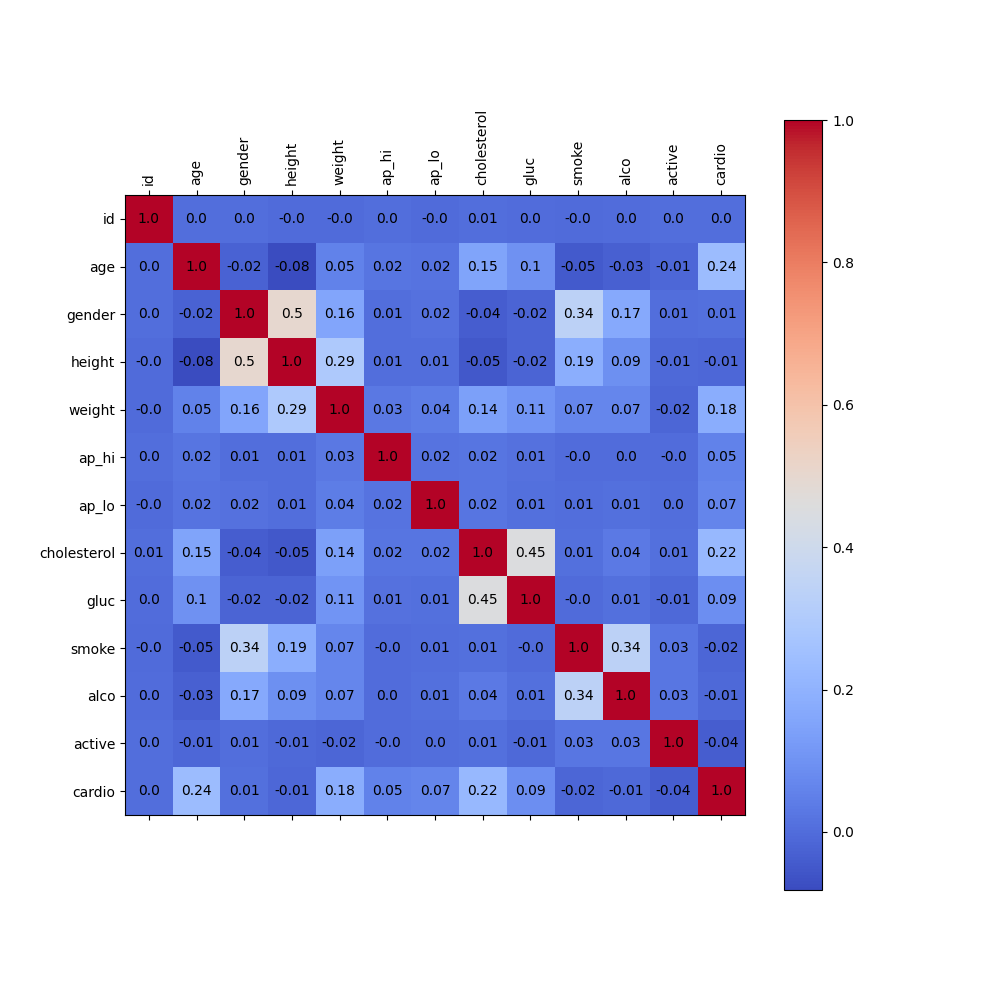 id age gender height weight ap_hi ap_lo cholesterol gluc smoke alco active cardio
id 1.0 0.0 0.0 -0.0 -0.0 0.0 -0.0 0.01 0.0 -0.0 0.0 0.0 0.0
age 0.0 1.0 -0.02 -0.08 0.05 0.02 0.02 0.15 0.1 -0.05 -0.03 -0.01 0.24
gender 0.0 -0.02 1.0 0.5 0.16 0.01 0.02 -0.04 -0.02 0.34 0.17 0.01 0.01
height -0.0 -0.08 0.5 1.0 0.29 0.01 0.01 -0.05 -0.02 0.19 0.09 -0.01 -0.01
weight -0.0 0.05 0.16 0.29 1.0 0.03 0.04 0.14 0.11 0.07 0.07 -0.02 0.18
ap_hi 0.0 0.02 0.01 0.01 0.03 1.0 0.02 0.02 0.01 -0.0 0.0 -0.0 0.05
ap_lo -0.0 0.02 0.02 0.01 0.04 0.02 1.0 0.02 0.01 0.01 0.01 0.0 0.07
cholesterol 0.01 0.15 -0.04 -0.05 0.14 0.02 0.02 1.0 0.45 0.01 0.04 0.01 0.22
gluc 0.0 0.1 -0.02 -0.02 0.11 0.01 0.01 0.45 1.0 -0.0 0.01 -0.01 0.09
smoke -0.0 -0.05 0.34 0.19 0.07 -0.0 0.01 0.01 -0.0 1.0 0.34 0.03 -0.02
alco 0.0 -0.03 0.17 0.09 0.07 0.0 0.01 0.04 0.01 0.34 1.0 0.03 -0.01
active 0.0 -0.01 0.01 -0.01 -0.02 -0.0 0.0 0.01 -0.01 0.03 0.03 1.0 -0.04
cardio 0.0 0.24 0.01 -0.01 0.18 0.05 0.07 0.22 0.09 -0.02 -0.01 -0.04 1.0
1.0
0.8
0.6
0.4
0.2
0.0